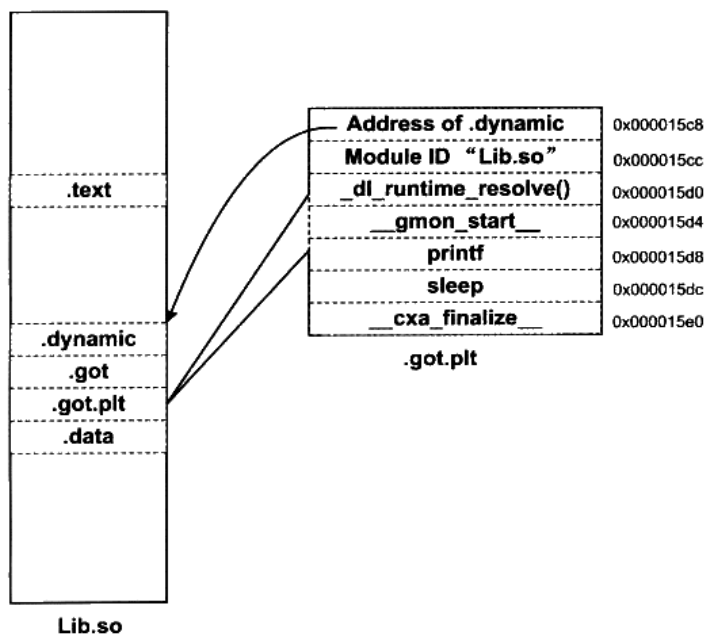 .text
.dynamic
.got
.got.plt
.data
Lib.so
Address of .dynamic 0x000015c8
Module ID “Lib.so” 0x000015cc
_dl_runtime_resolve() 0x000015d0
__gmon_start__ 0x000015d4
printf 0x000015d8
sleep 0x000015dc
__cxa_finalize__ 0x000015e0
.got.plt